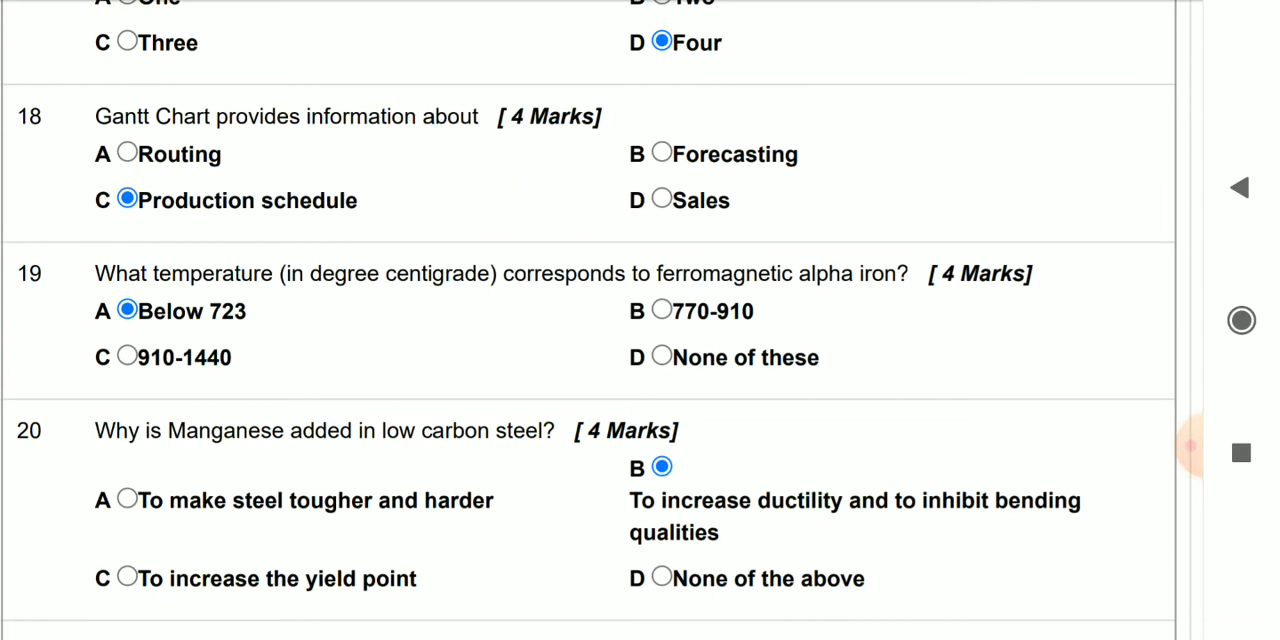 A One B Two
C Three D Four
18 Gantt Chart provides information about [ 4 Marks]
A Routing B Forecasting
C Production schedule D Sales
19 What temperature (in degree centigrade) corresponds to ferromagnetic alpha iron? [ 4 Marks]
A Below 723 B 770-910
C 910-1440 D None of these
20 Why is Manganese added in low carbon steel? [ 4 Marks]
B
A To make steel tougher and harder To increase ductility and to inhibit bending
qualities
C To increase the yield point D None of the above